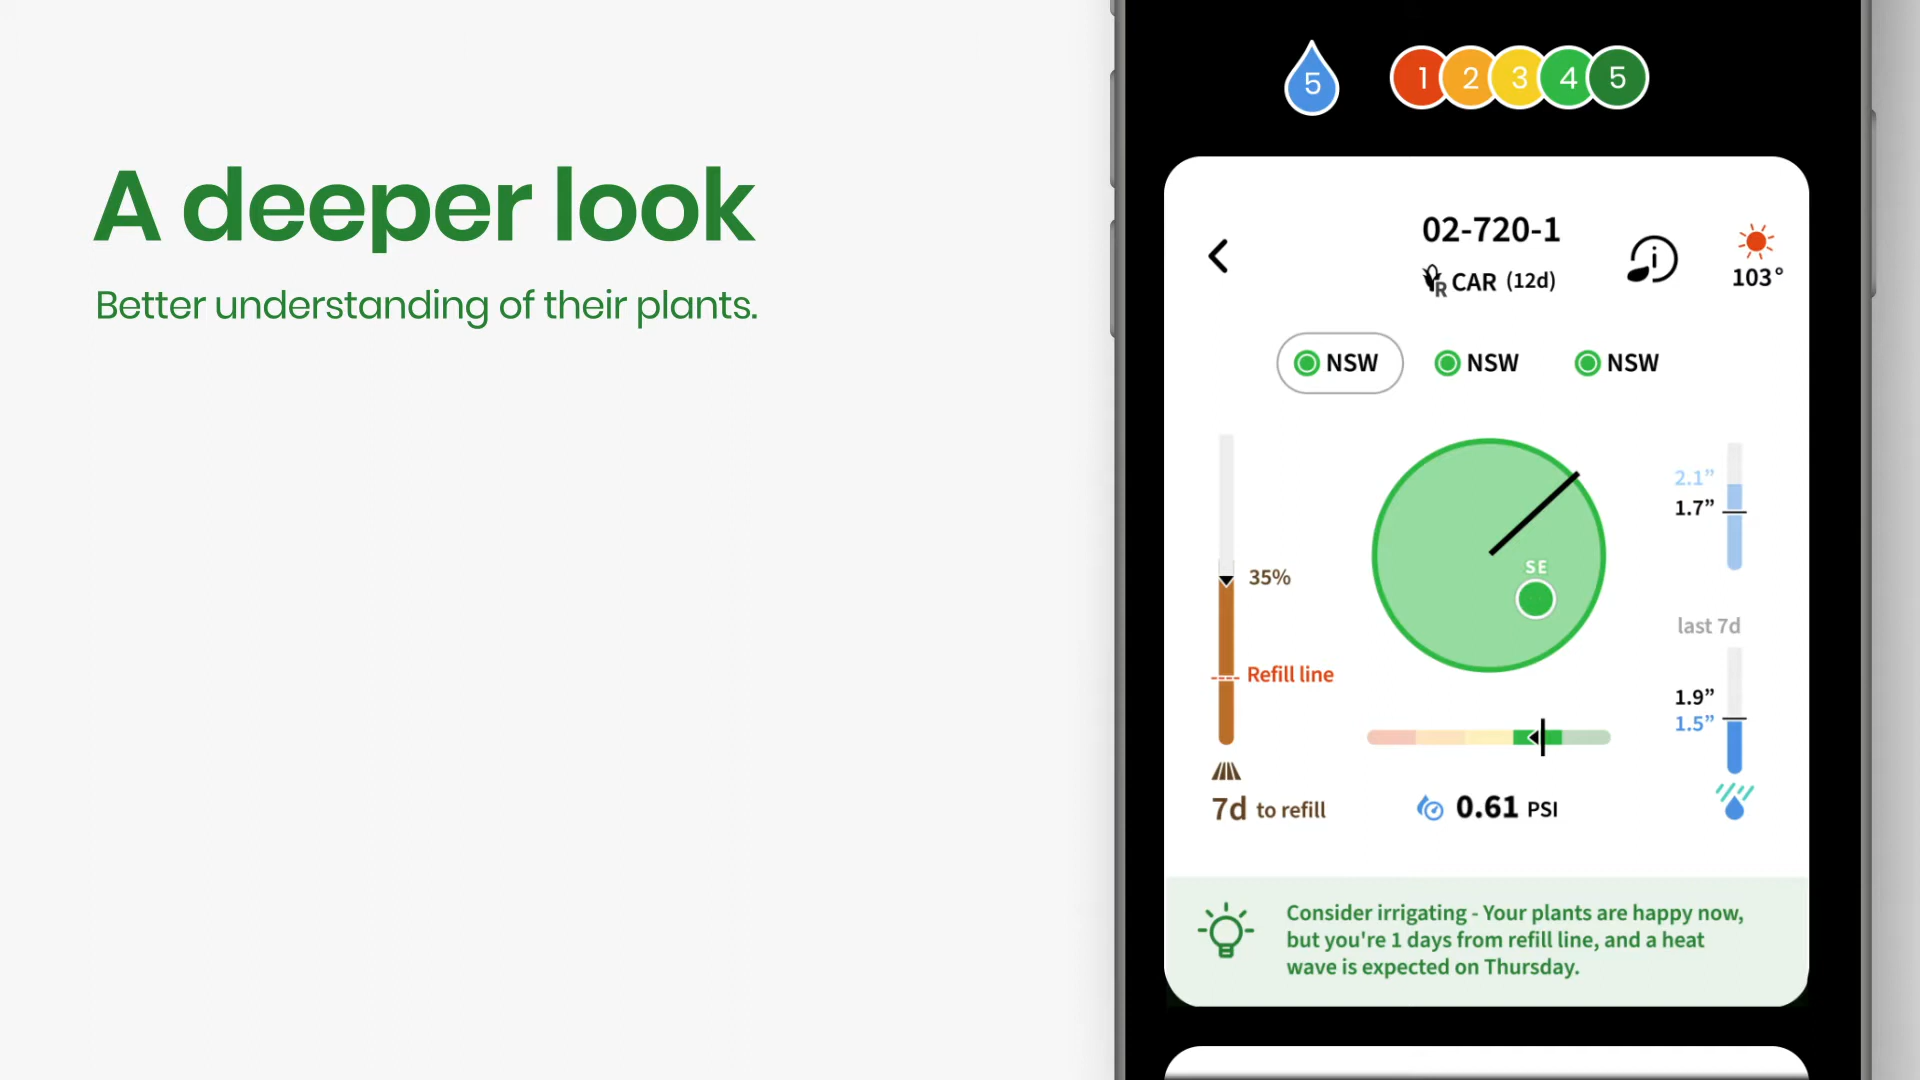 A deeper look
Better understanding of their plants.
5
1 2 3 4 5
02-720-1
R CAR (12d)
i
103°
NSW NSW NSW
35%
Refill line
7d to refill
SE
0.61 PSI
2.1”
1.7”
last 7d
1.9”
1.5”
Consider irrigating - Your plants are happy now,
but you're 1 days from refill line, and a heat
wave is expected on Thursday.